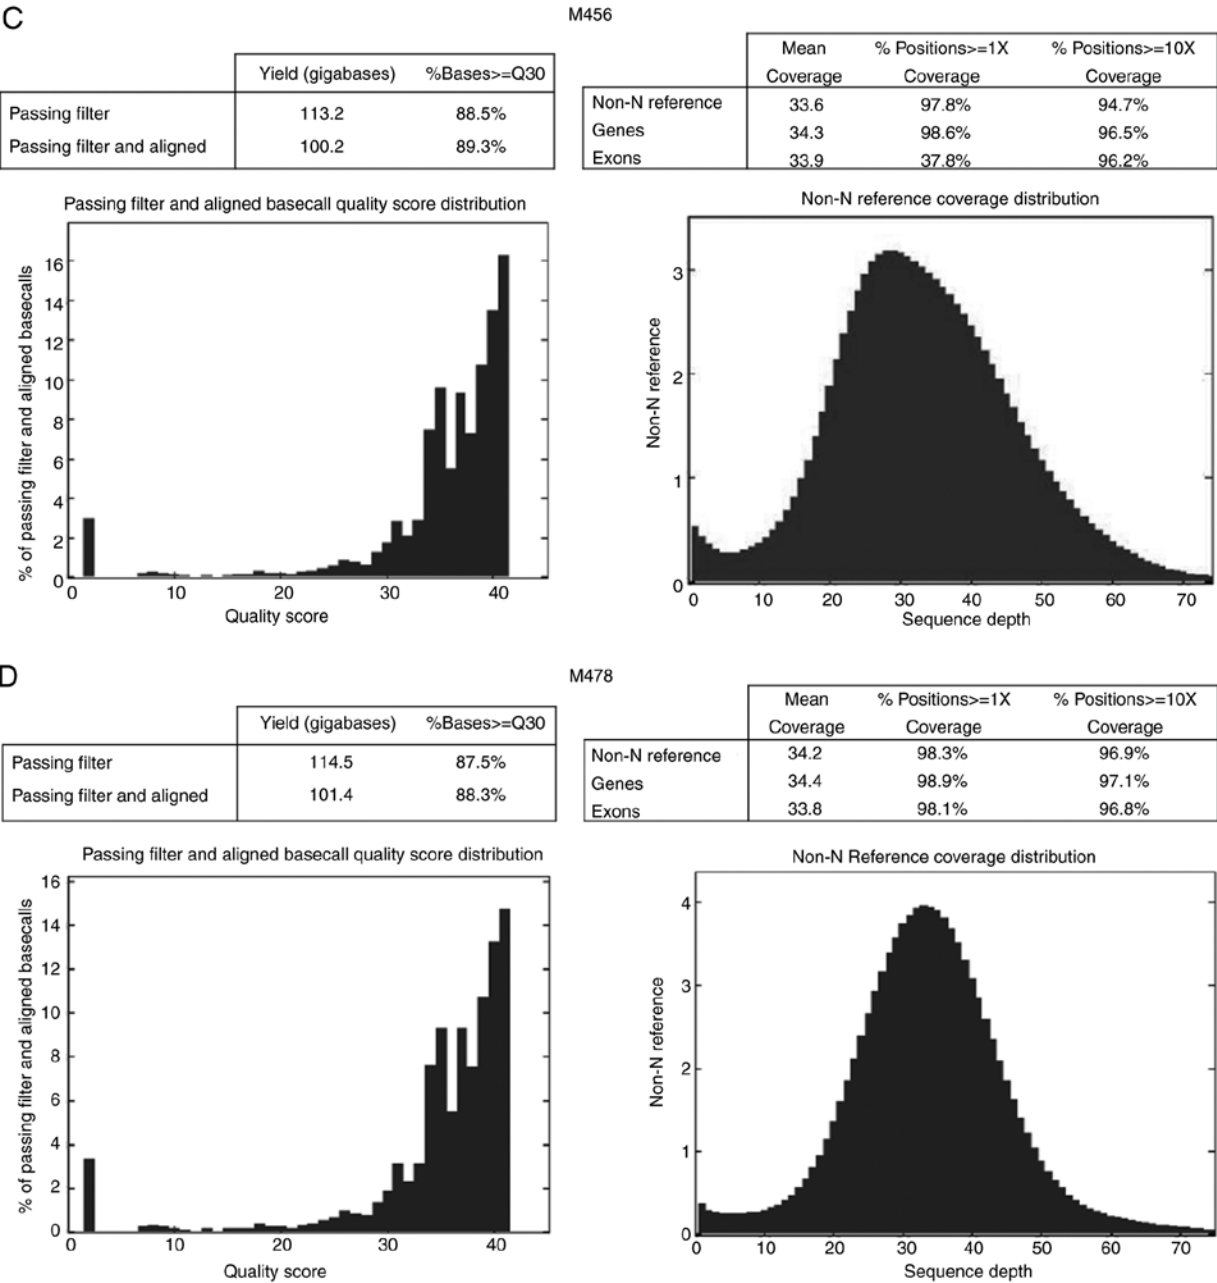 C
M456
Yield (gigabases) %Bases>=Q30
Passing filter 113.2 88.5%
Passing filter and aligned 100.2 89.3%
Mean % Positions>=1X % Positions>=10X
Coverage Coverage Coverage
Non-N reference 33.6 97.8% 94.7%
Genes 34.3 98.6% 96.5%
Exons 33.9 37.8% 96.2%
Passing filter and aligned basecall quality score distribution
% of passing filter and aligned basecalls
16
14
12
10
8
6
4
2
0
0 10 20 30 40
Quality score
Non-N reference coverage distribution
Non-N reference
3
2
1
0
0 10 20 30 40 50 60 70
Sequence depth
D
M478
Yield (gigabases) %Bases>=Q30
Passing filter 114.5 87.5%
Passing filter and aligned 101.4 88.3%
Mean % Positions>=1X % Positions>=10X
Coverage Coverage Coverage
Non-N reference 34.2 98.3% 96.9%
Genes 34.4 98.9% 97.1%
Exons 33.8 98.1% 96.8%
Passing filter and aligned basecall quality score distribution
% of passing filter and aligned basecalls
16
14
12
10
8
6
4
2
0
0 10 20 30 40
Quality score
Non-N Reference coverage distribution
Non-N reference
4
3
2
1
0
0 10 20 30 40 50 60 70
Sequence depth